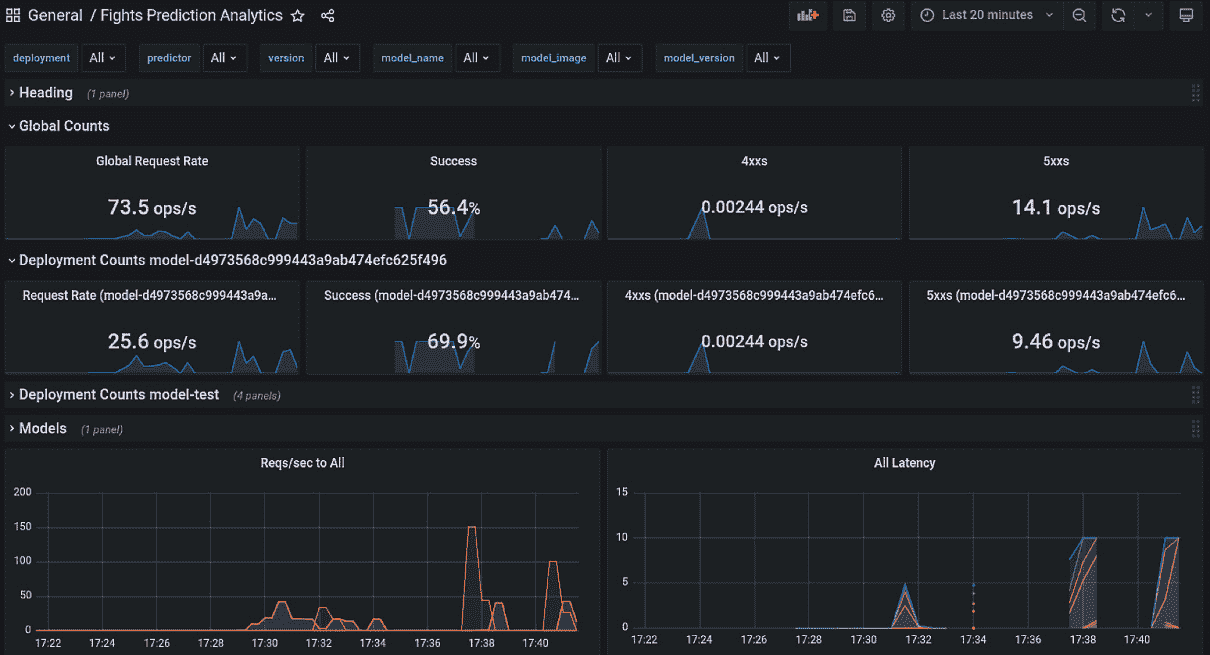 General / Fights Prediction Analytics
Last 20 minutes
deployment All predictor All version All model_name All model_image All model_version All
Heading (1 panel)
Global Counts
Global Request Rate Success 4xxs 5xxs
73.5 ops/s 56.4% 0.00244 ops/s 14.1 ops/s
Deployment Counts model-d4973568c999443a9ab474efc625f496
Request Rate (model-d4973568c999443a9a... Success (model-d4973568c999443a9ab474... 4xxs (model-d4973568c999443a9ab474efc6... 5xxs (model-d4973568c999443a9ab474efc6...
25.6 ops/s 69.9% 0.00244 ops/s 9.46 ops/s
Deployment Counts model-test (4 panels)
Models (1 panel)
Reqs/sec to All
200
150
100
50
0
17:22 17:24 17:26 17:28 17:30 17:32 17:34 17:36 17:38 17:40
All Latency
15
10
5
0
17:22 17:24 17:26 17:28 17:30 17:32 17:34 17:36 17:38 17:40